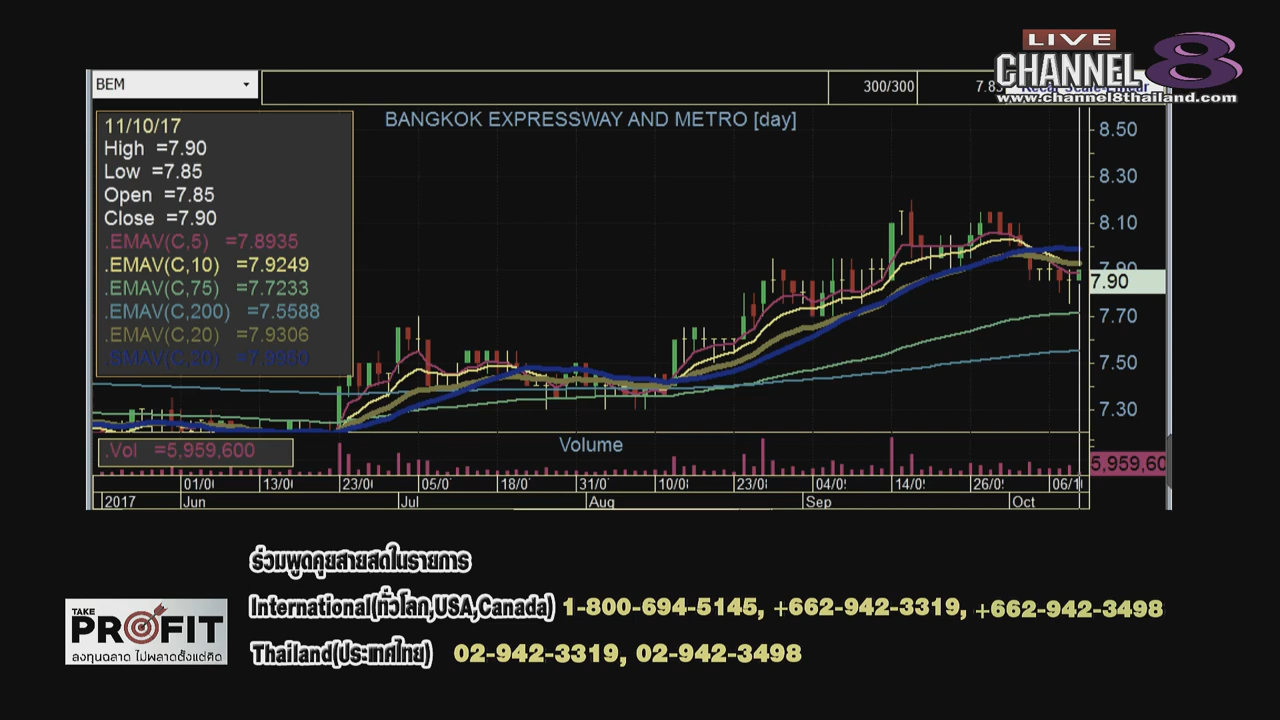 LIVE
CHANNEL 8
www.channel8thailand.com
BEM
300/300
BANGKOK EXPRESSWAY AND METRO [day]
11/10/17
High =7.90
Low =7.85
Open =7.85
Close =7.90
.EMAV(C,5) =7.8935
.EMAV(C,10) =7.9249
.EMAV(C,75) =7.7233
.EMAV(C,200) =7.5588
.EMAV(C,20) =7.9306
.SMAV(C,20)
8.50
8.30
8.10
7.90
7.90
7.70
7.50
7.30
.Vol =5,959,600
Volume
5,959,60
01/0 13/0 23/0 05/0 18/0 31/0 10/0 23/0 04/0 14/0 26/0 06/1
2017 Jun Jul Aug Sep Oct
ร่วมพูดคุยสายสดในรายการ
International(ทั่วโลก,USA,Canada) 1-800-694-5145, +662-942-3319, +662-942-3498
Thailand(ประเทศไทย) 02-942-3319, 02-942-3498
TAKE
PROFIT
ลงทุนฉลาด ไม่พลาดตั้งแต่คิด